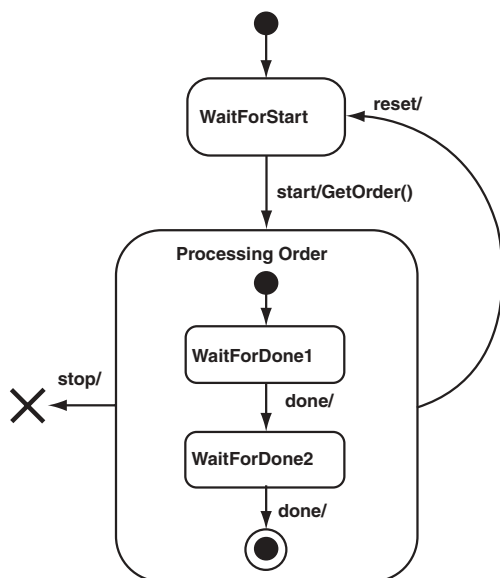 WaitForStart
reset/
start/GetOrder()
Processing Order
WaitForDone1
stop/
done/
WaitForDone2
done/